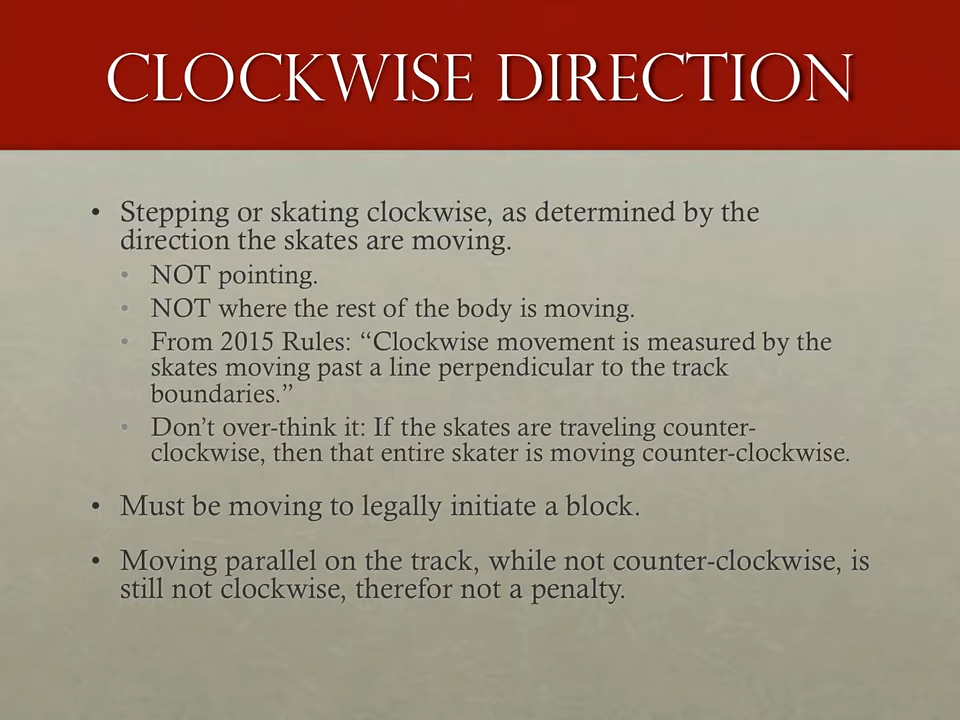 CLOCKWISE DIRECTION
• Stepping or skating clockwise, as determined by the
direction the skates are moving.
• NOT pointing.
• NOT where the rest of the body is moving.
• From 2015 Rules: “Clockwise movement is measured by the
skates moving past a line perpendicular to the track
boundaries.”
• Don’t over-think it: If the skates are traveling counter-
clockwise, then that entire skater is moving counter-clockwise.
• Must be moving to legally initiate a block.
• Moving parallel on the track, while not counter-clockwise, is
still not clockwise, therefor not a penalty.